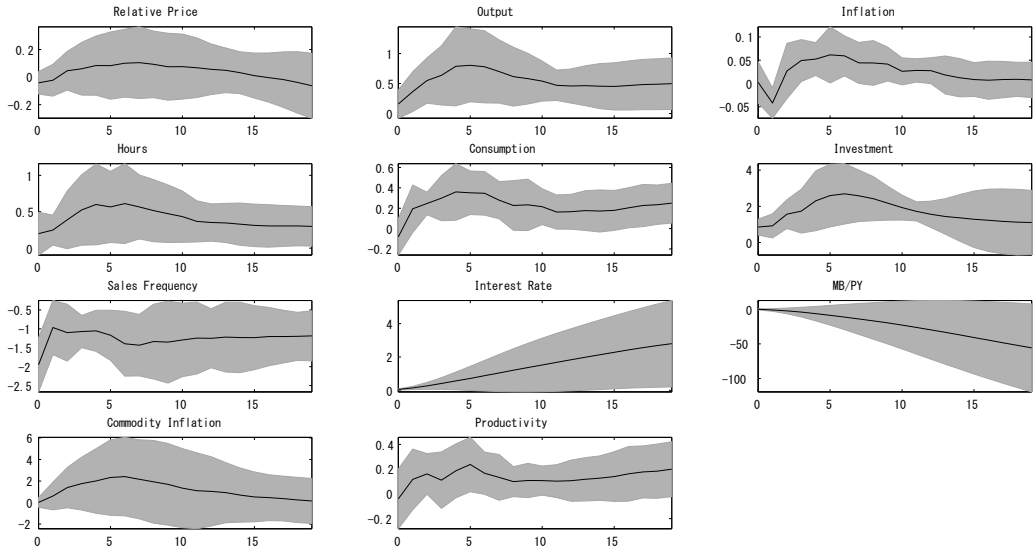 Relative Price
Output
Inflation
0.2
0
-0.2
0 5 10 15
1
0.5
0
0 5 10 15
0.1
0.05
0
-0.05
0 5 10 15
Hours
Consumption
Investment
1
0.5
0
0 5 10 15
0.6
0.4
0.2
0
-0.2
0 5 10 15
4
2
0
0 5 10 15
Sales Frequency
Interest Rate
MB/PY
-0.5
-1
-1.5
-2
-2.5
0 5 10 15
4
2
0
0 5 10 15
0
-50
-100
0 5 10 15
Commodity Inflation
Productivity
6
4
2
0
-2
0 5 10 15
0.4
0.2
0
-0.2
0 5 10 15